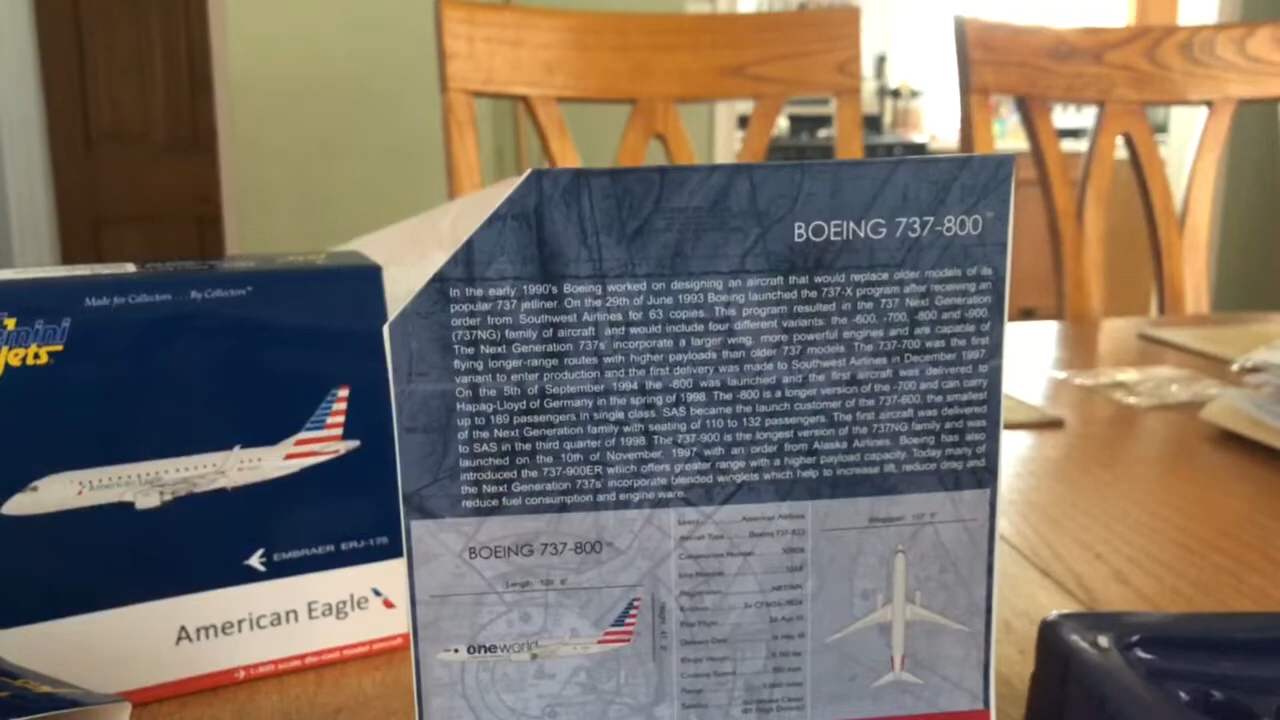 Made for Collectors . . . By Collectors™
mini
Jets
EMBRAER ERJ-175
American Eagle
BOEING 737-800™
In the early 1990's Boeing worked on designing an aircraft that would replace older models of its
popular 737 jetliner. On the 29th of June 1993 Boeing launched the 737-X program after receiving an
order from Southwest Airlines for 63 copies. This program resulted in the 737 Next Generation
(737NG) family of aircraft and would include four different variants: the -600, -700, -800 and -900.
The Next Generation 737s' incorporate a larger wing, more powerful engines and are capable of
flying longer-range routes with higher payloads than older 737 models. The 737-700 was the first
variant to enter production and the first delivery was made to Southwest Airlines in December 1997.
On the 5th of September 1994 the -800 was launched and the first aircraft was delivered to
Hapag-Lloyd of Germany in the spring of 1998. The -800 is a longer version of the -700 and can carry
up to 189 passengers in single class. SAS became the launch customer of the 737-600, the smallest
of the Next Generation family with seating of 110 to 132 passengers. The first aircraft was delivered
to SAS in the third quarter of 1998. The 737-900 is the longest version of the 737NG family and was
launched on the 10th of November, 1997 with an order from Alaska Airlines. Boeing has also
introduced the 737-900ER which offers greater range with a higher payload capacity. Today many of
the Next Generation 737s' incorporate blended winglets which help to increase lift, reduce drag and
reduce fuel consumption and engine ware.
BOEING 737-800™
Length
oneworld
American Airlines
Aircraft Type Boeing 737-823
Wingspan